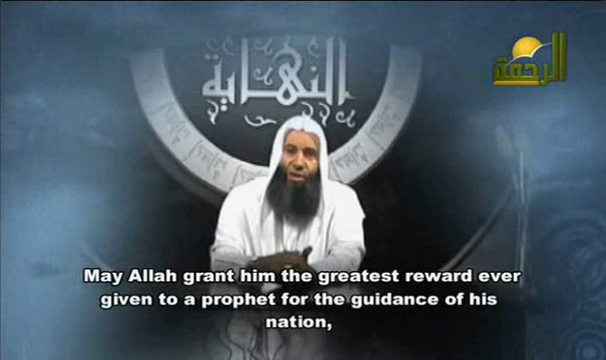 النهاية
الرحمة
May Allah grant him the greatest reward ever
given to a prophet for the guidance of his
nation,